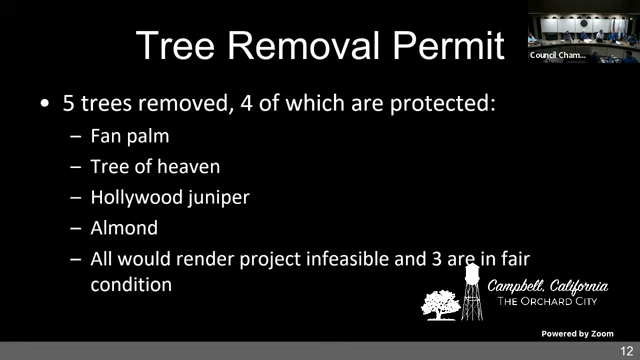 Tree Removal Permit
Council Cham...
• 5 trees removed, 4 of which are protected:
– Fan palm
– Tree of heaven
– Hollywood juniper
– Almond
– All would render project infeasible and 3 are in fair
condition
Campbell, California
THE ORCHARD CITY
Powered by Zoom
12